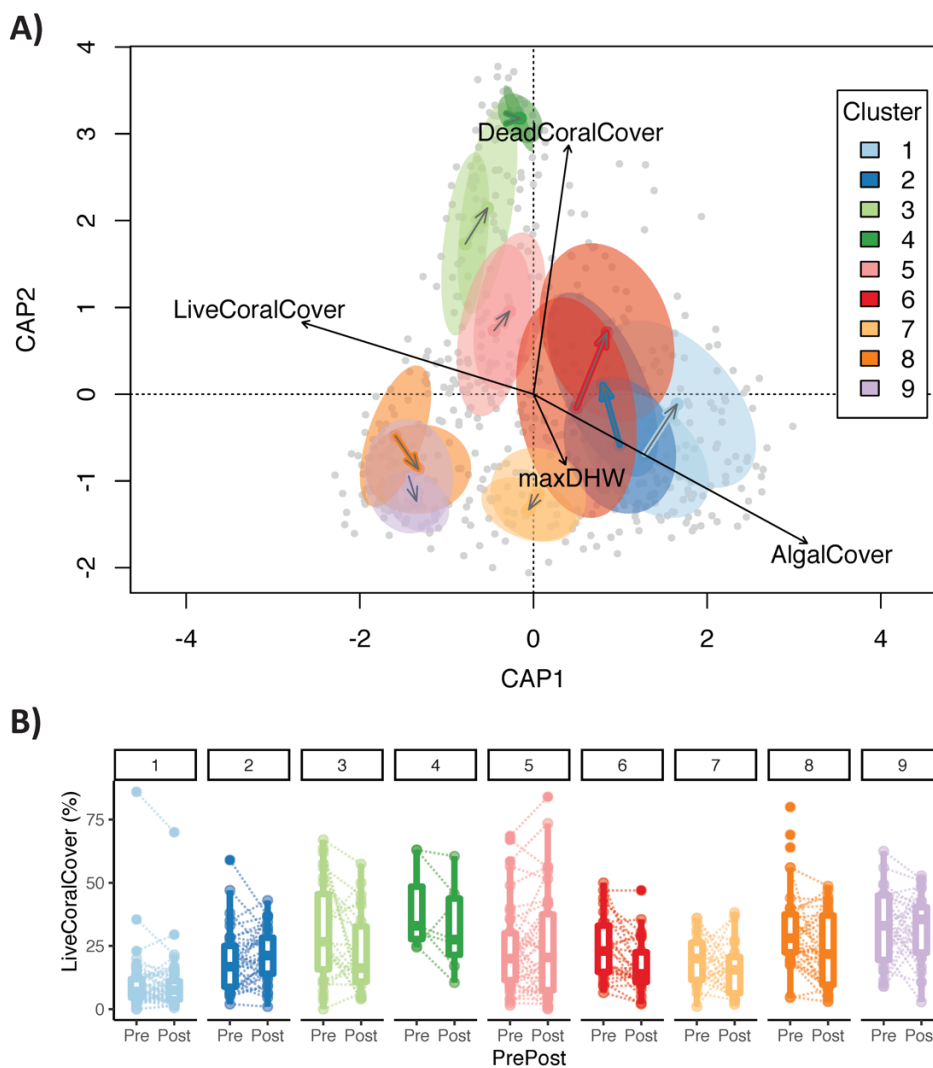 A)
4
3
2
1
0
-1
-2
CAP2
-4
-2
0
2
4
CAP1
DeadCoralCover
LiveCoralCover
maxDHW
AlgalCover
Cluster
1
2
3
4
5
6
7
8
9
B)
1 2 3 4 5 6 7 8 9
LiveCoralCover (%)
75
50
25
0
Pre Post Pre Post Pre Post Pre Post Pre Post Pre Post Pre Post Pre Post Pre Post
PrePost